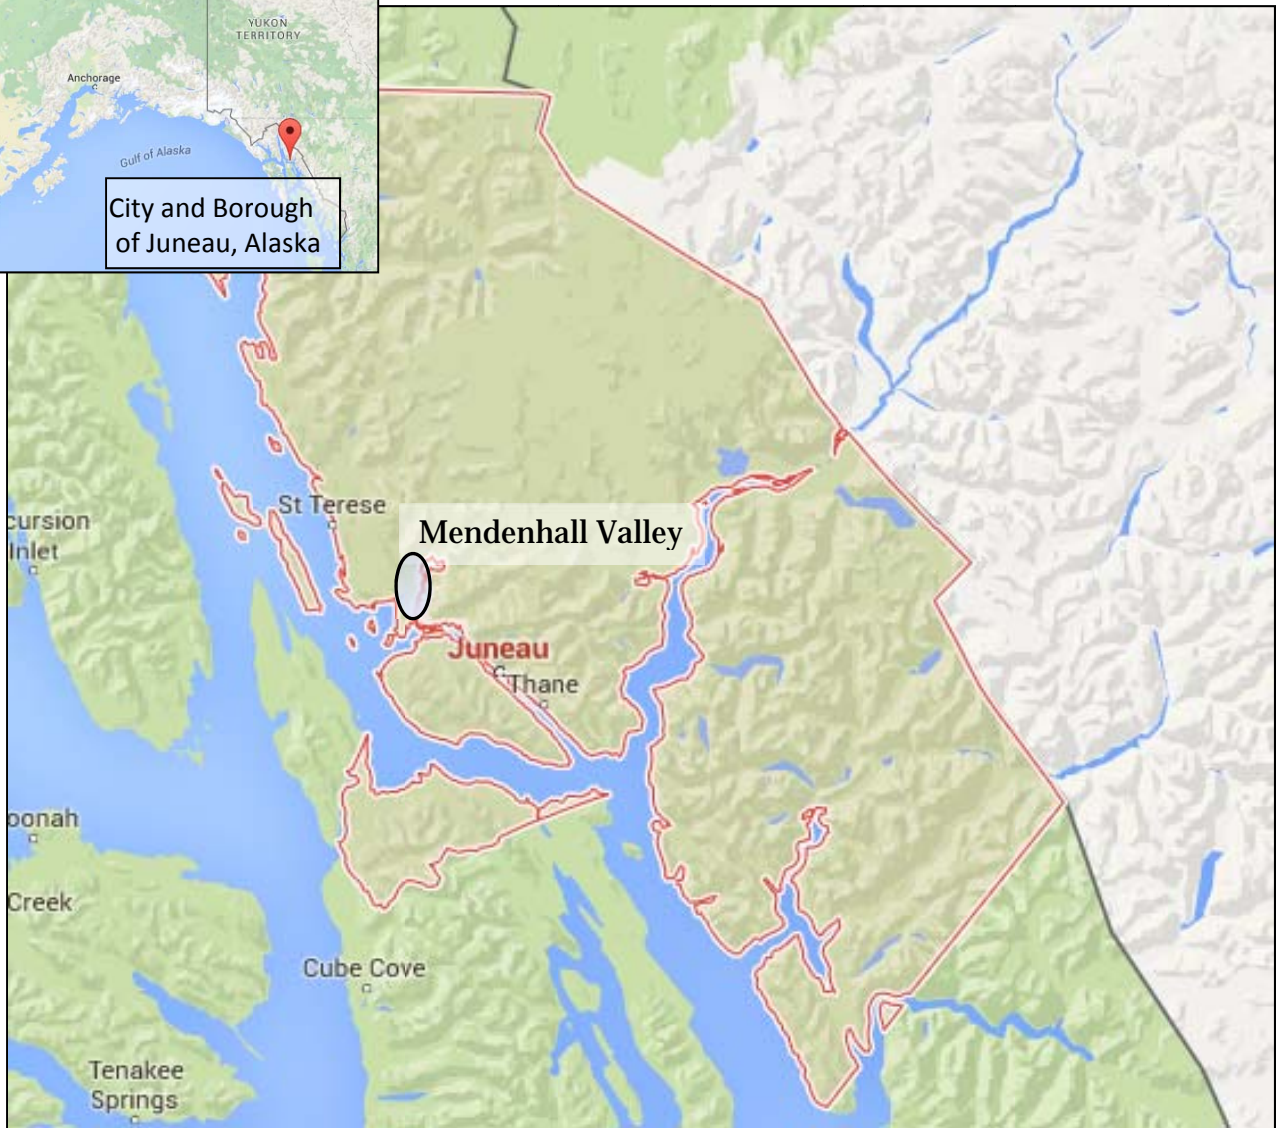 YUKON
TERRITORY
Anchorage
Gulf of Alaska
City and Borough
of Juneau, Alaska
St Terese
Mendenhall Valley
cursion
Inlet
Juneau
Thane
oonah
Creek
Cube Cove
Tenakee
Springs